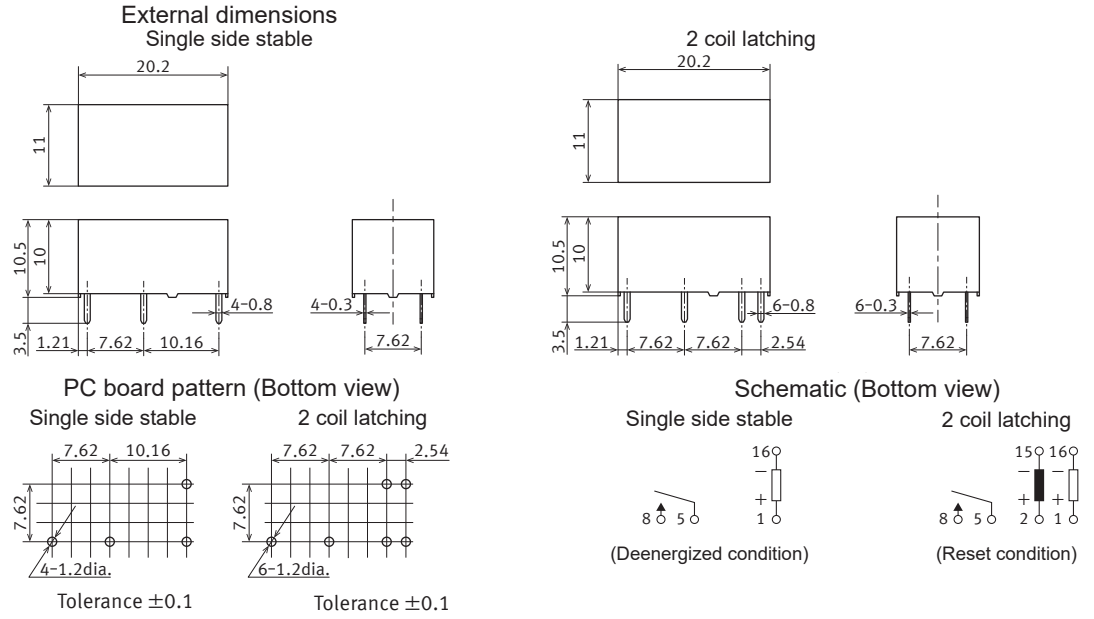 External dimensions
Single side stable
2 coil latching
20.2
20.2
11
11
10.5
10
3.5
4-0.8
4-0.3
1.21
7.62
10.16
7.62
10.5
10
3.5
6-0.8
6-0.3
1.21
7.62
7.62
2.54
7.62
PC board pattern (Bottom view)
Single side stable
2 coil latching
7.62
10.16
7.62
4-1.2dia.
Tolerance ±0.1
7.62
7.62
2.54
7.62
6-1.2dia.
Tolerance ±0.1
Schematic (Bottom view)
Single side stable
2 coil latching
16
−
+
8 5 1
(Deenergized condition)
15 16
− −
+ +
8 5 2 1
(Reset condition)